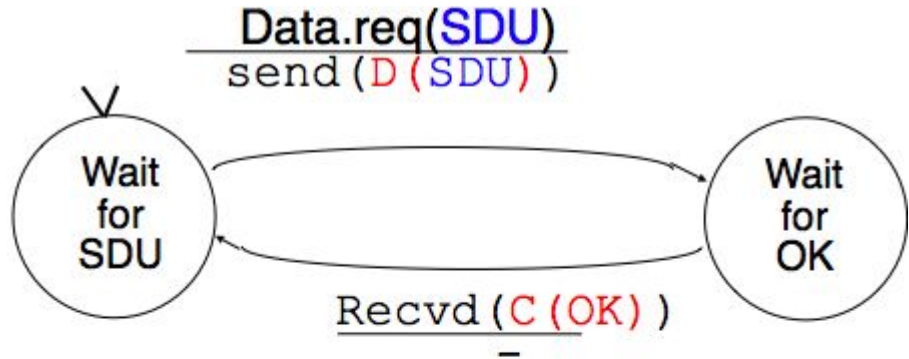 Data.req(SDU)
send(D(SDU))
Wait
for
SDU
Wait
for
OK
Recvd(C(OK))
-